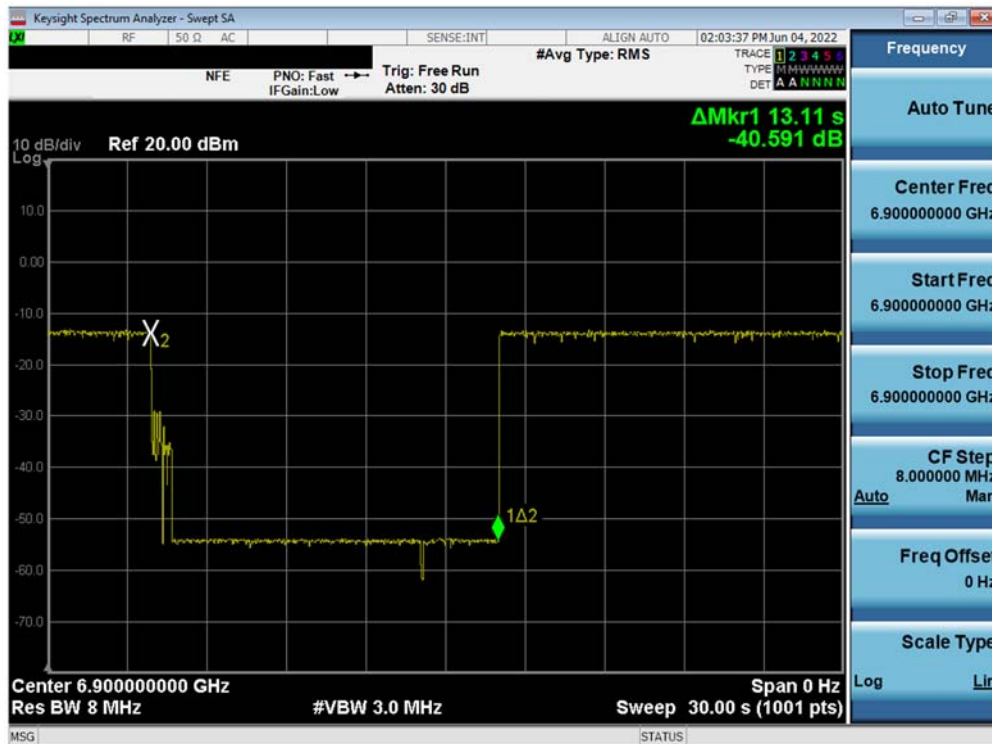 Keysight Spectrum Analyzer - Swept SA
LXI RF 50 Ω AC SENSE:INT ALIGN AUTO 02:03:37 PM Jun 04, 2022
NFE PNO: Fast Trig: Free Run #Avg Type: RMS TRACE 1 2 3 4 5 6
IFGain:Low Atten: 30 dB TYPE M M W W W W
DET A A N N N N
ΔMkr1 13.11 s
-40.591 dB
10 dB/div Ref 20.00 dBm
Log
10.0
0.00
-10.0
-20.0
-30.0
-40.0
-50.0
-60.0
-70.0
2
1Δ2
Center 6.900000000 GHz Span 0 Hz
Res BW 8 MHz #VBW 3.0 MHz Sweep 30.00 s (1001 pts)
MSG STATUS
Frequency
Auto Tune
Center Freq
6.900000000 GHz
Start Freq
6.900000000 GHz
Stop Freq
6.900000000 GHz
CF Step
8.000000 MHz
Auto Man
Freq Offset
0 Hz
Scale Type
Log Lin